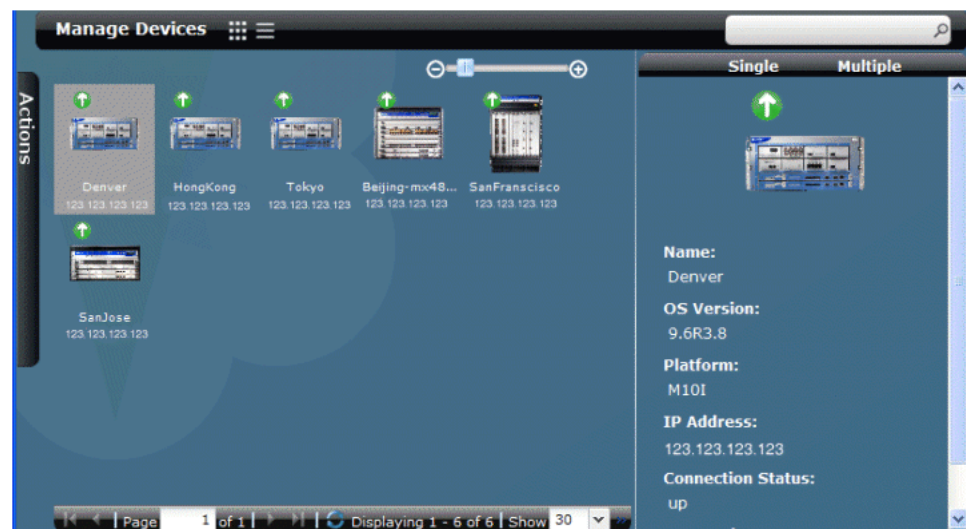 Manage Devices
Single Multiple
Actions
Denver
123.123.123.123
HongKong
123.123.123.123
Tokyo
123.123.123.123
Beijing-mx48...
123.123.123.123
SanFranscisco
123.123.123.123
SanJose
123.123.123.123
Name:
Denver
OS Version:
9.6R3.8
Platform:
M10I
IP Address:
123.123.123.123
Connection Status:
up
Page 1 of 1 Displaying 1 - 6 of 6 Show 30